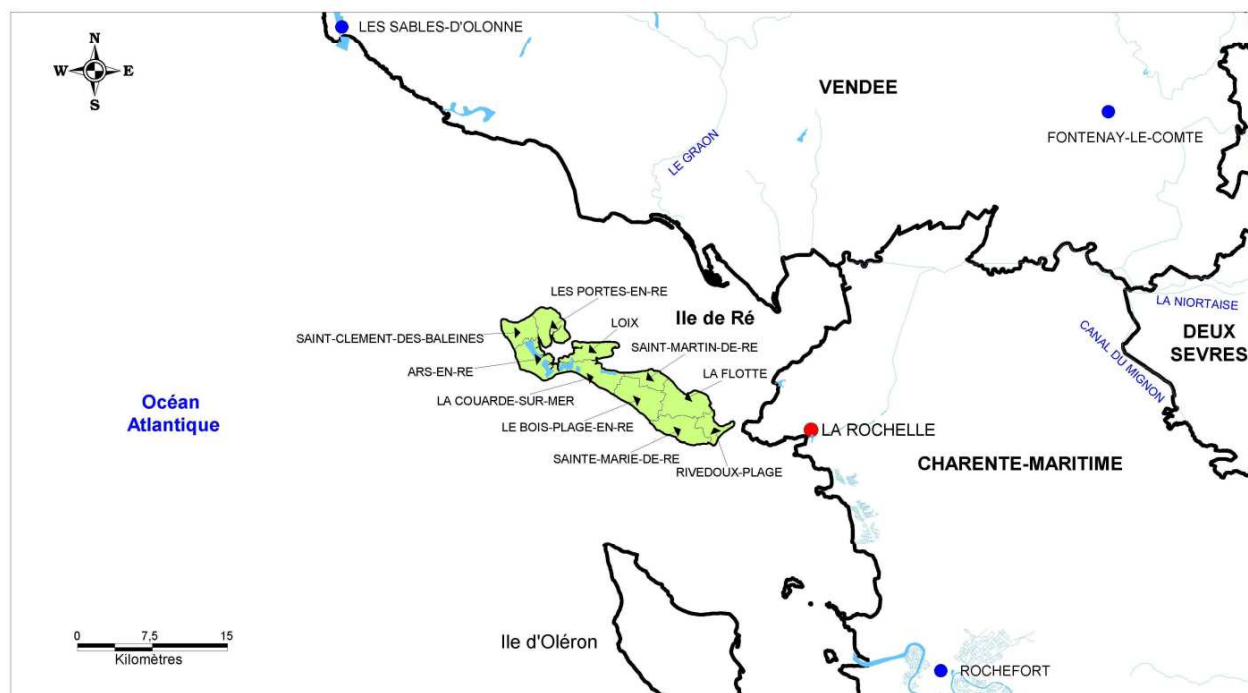 LES SABLES-D'OLONNE
N
W E
S
VENDEE
FONTENAY-LE-COMTE
LE GRAON
LES PORTES-EN-RE
LA NIORTAISE
Ile de Ré
LOIX
SAINT-CLEMENT-DES-BALEINES
DEUX
SEVRES
CANAL DU MIGNON
SAINT-MARTIN-DE-RE
ARS-EN-RE
LA FLOTTE
LA COUARDE-SUR-MER
Océan
Atlantique
LE BOIS-PLAGE-EN-RE
LA ROCHELLE
SAINTE-MARIE-DE-RE
CHARENTE-MARITIME
RIVEDOUX-PLAGE
0 7,5 15
Kilomètres
Ile d'Oléron
ROCHEFORT